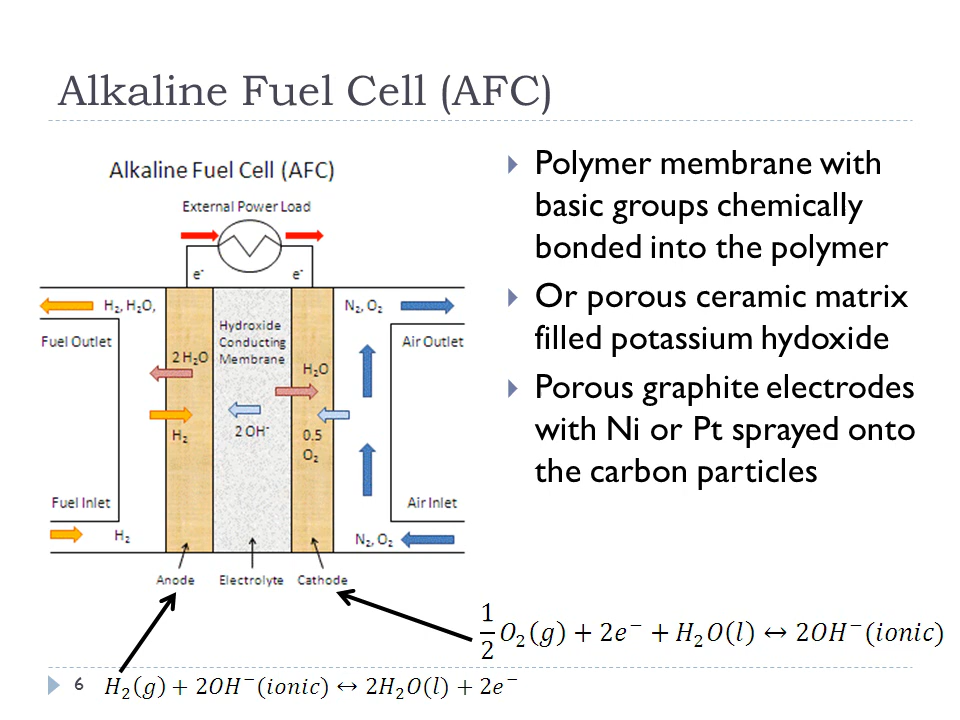 Alkaline Fuel Cell (AFC)
Alkaline Fuel Cell (AFC)
External Power Load
e⁻ e⁻
H₂, H₂O, N₂, O₂
Fuel Outlet Air Outlet
Hydroxide
Conducting
Membrane
2 H₂O
H₂O
H₂
2 OH⁻
0.5
O₂
Fuel Inlet Air Inlet
H₂ N₂, O₂
Anode Electrolyte Cathode
Polymer membrane with
basic groups chemically
bonded into the polymer
Or porous ceramic matrix
filled potassium hydoxide
Porous graphite electrodes
with Ni or Pt sprayed onto
the carbon particles
1/2 O₂(g) + 2e⁻ + H₂O(l) ↔ 2OH⁻(ionic)
6
H₂(g) + 2OH⁻(ionic) ↔ 2H₂O(l) + 2e⁻